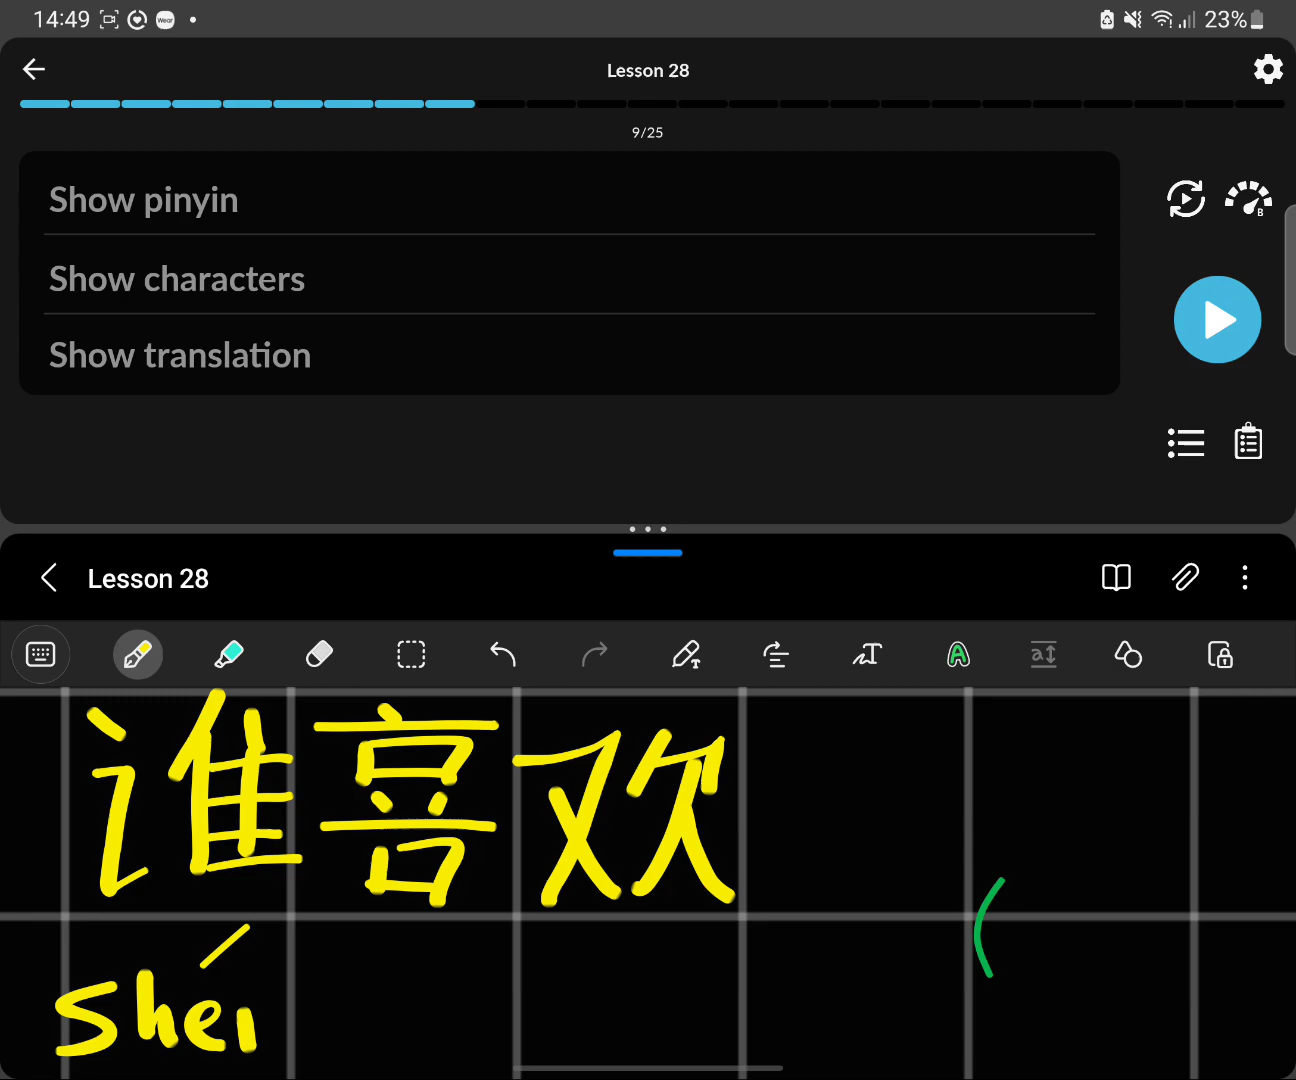 14:49 23%
Lesson 28
9/25
Show pinyin
Show characters
Show translation
Lesson 28
谁喜欢
shéi
(